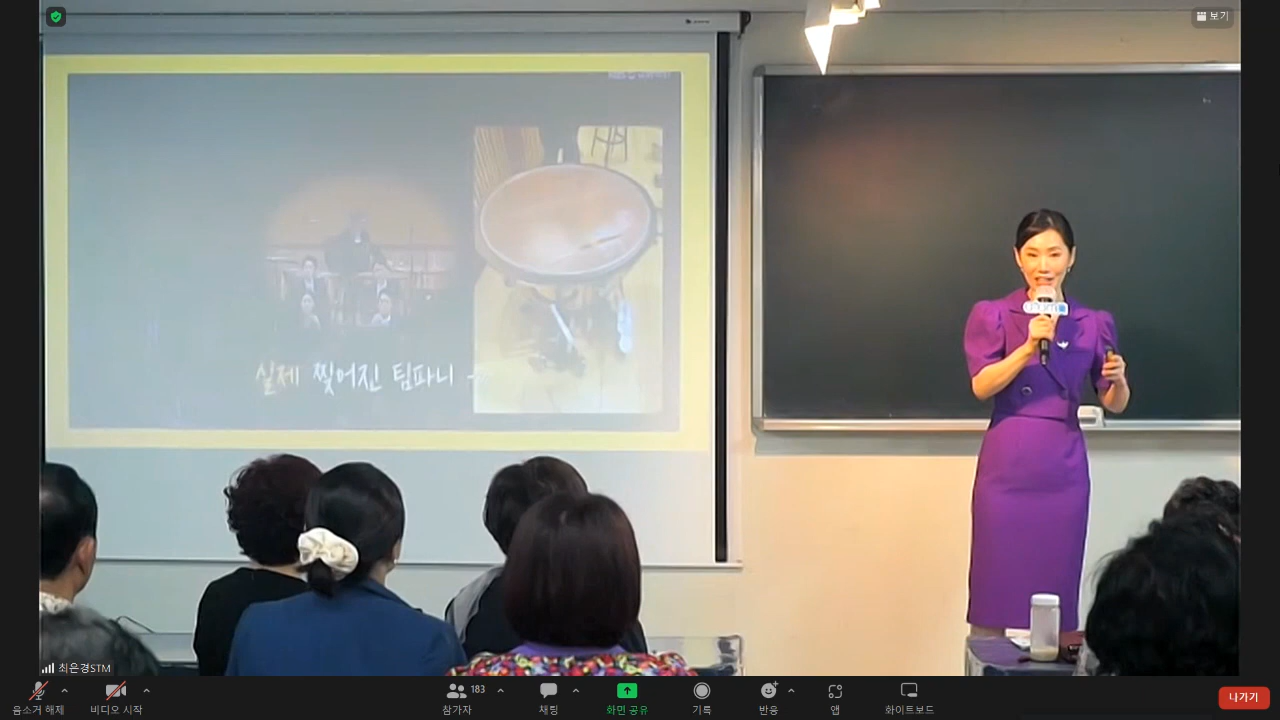 보기
실제 찢어진 팀파니 →
최은경STM
음소거 해제
비디오 시작
참가자
183
채팅
화면 공유
기록
반응
앱
화이트보드
나가기